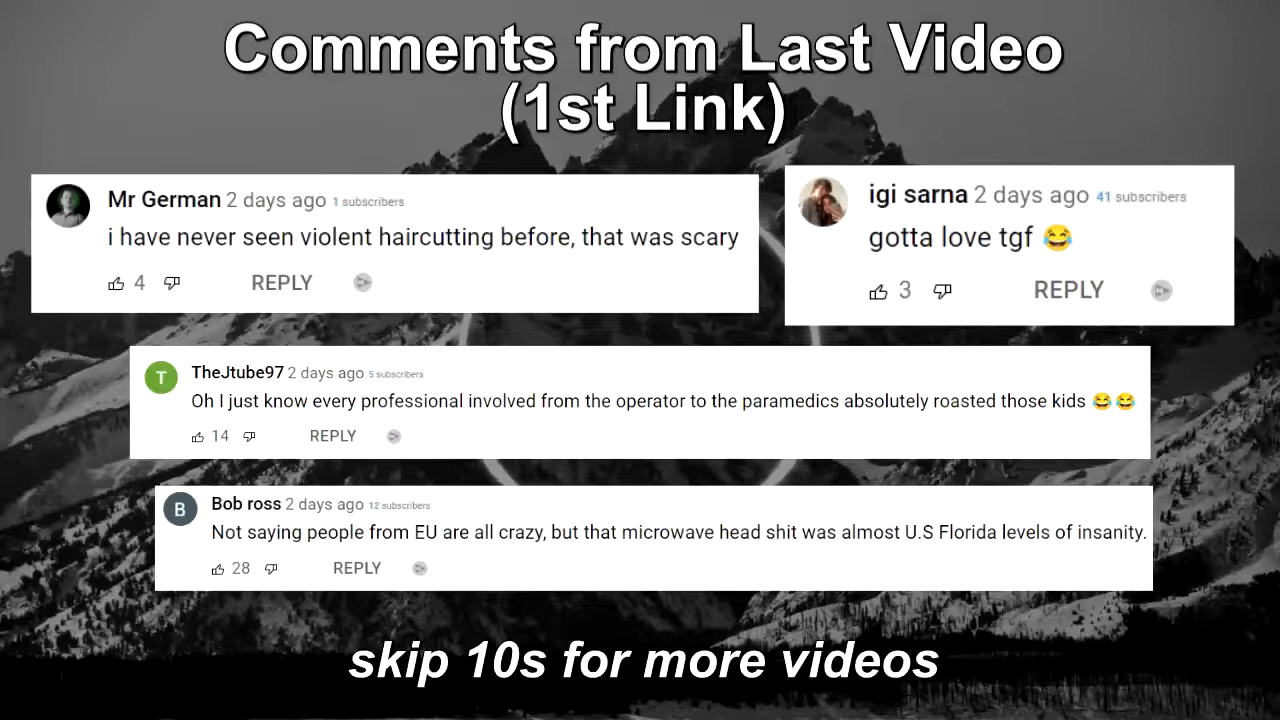 Comments from Last Video
(1st Link)
Mr German 2 days ago 1 subscribers
i have never seen violent haircutting before, that was scary
4 REPLY
igi sarna 2 days ago 41 subscribers
gotta love tgf 😂
3 REPLY
TheJtube97 2 days ago 5 subscribers
Oh I just know every professional involved from the operator to the paramedics absolutely roasted those kids 😂😂
14 REPLY
T
Bob ross 2 days ago 12 subscribers
Not saying people from EU are all crazy, but that microwave head shit was almost U.S Florida levels of insanity.
28 REPLY
B
skip 10s for more videos